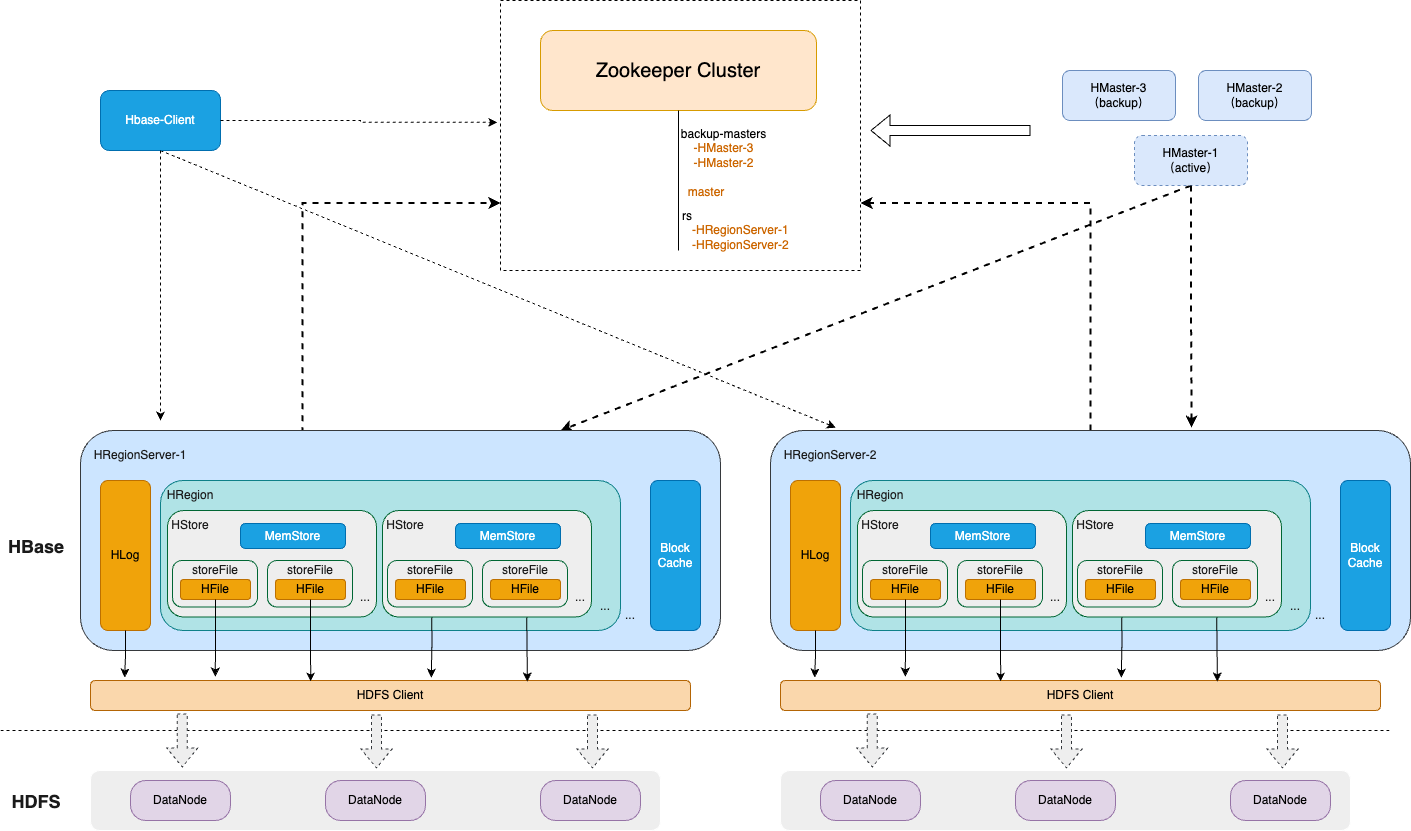 Zookeeper Cluster
backup-masters
-HMaster-3
-HMaster-2
master
rs
-HRegionServer-1
-HRegionServer-2
Hbase-Client
HMaster-3
(backup)
HMaster-2
(backup)
HMaster-1
(active)
HBase
HRegionServer-1
HLog
HRegion
HStore
MemStore
storeFile
HFile
storeFile
HFile
...
HStore
MemStore
storeFile
HFile
storeFile
HFile
...
...
...
Block
Cache
HDFS Client
HRegionServer-2
HLog
HRegion
HStore
MemStore
storeFile
HFile
storeFile
HFile
...
HStore
MemStore
storeFile
HFile
storeFile
HFile
...
...
...
Block
Cache
HDFS Client
HDFS
DataNode
DataNode
DataNode
DataNode
DataNode
DataNode